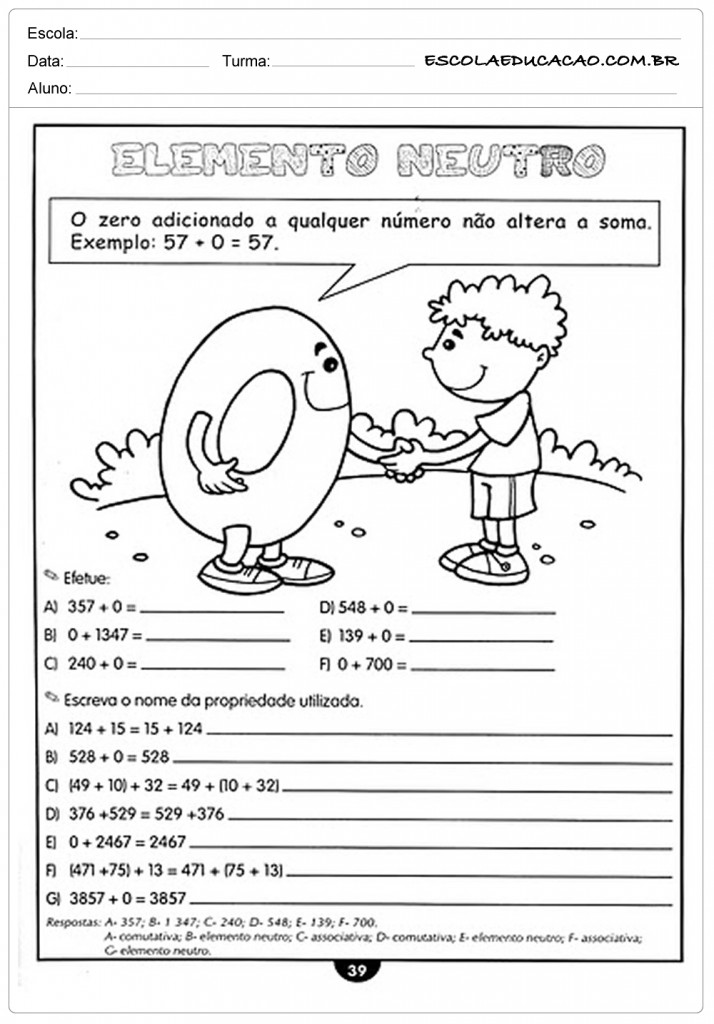 Escola:
Data: Turma: ESCOLAEDUCACAO.COM.BR
Aluno:
ELEMENTO NEUTRO
O zero adicionado a qualquer número não altera a soma.
Exemplo: 57 + 0 = 57.
Efetue:
A) 357 + 0 = D) 548 + 0 =
B) 0 + 1347 = E) 139 + 0 =
C) 240 + 0 = F) 0 + 700 =
Escreva o nome da propriedade utilizada.
A) 124 + 15 = 15 + 124
B) 528 + 0 = 528
C) (49 + 10) + 32 = 49 + (10 + 32)
D) 376 +529 = 529 +376
E) 0 + 2467 = 2467
F) (471 +75) + 13 = 471 + (75 + 13)
G) 3857 + 0 = 3857
Respostas: A- 357; B- 1 347; C- 240; D- 548; E- 139; F- 700.
A- comutativa; B- elemento neutro; C- associativa; D- comutativa; E- elemento neutro; F- associativa;
G- elemento neutro.
39